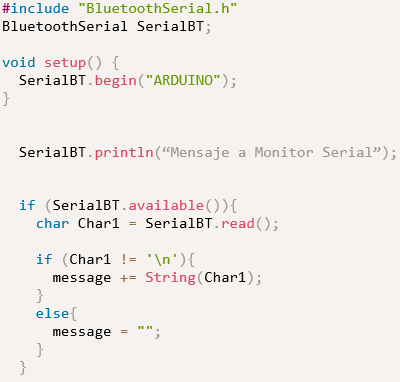 #include "BluetoothSerial.h"
BluetoothSerial SerialBT;
void setup() {
  SerialBT.begin("ARDUINO");
}
  SerialBT.println(“Mensaje a Monitor Serial”);
  if (SerialBT.available()){
    char Char1 = SerialBT.read();
    if (Char1 != '\n'){
      message += String(Char1);
    }
    else{
      message = "";
    }
  }